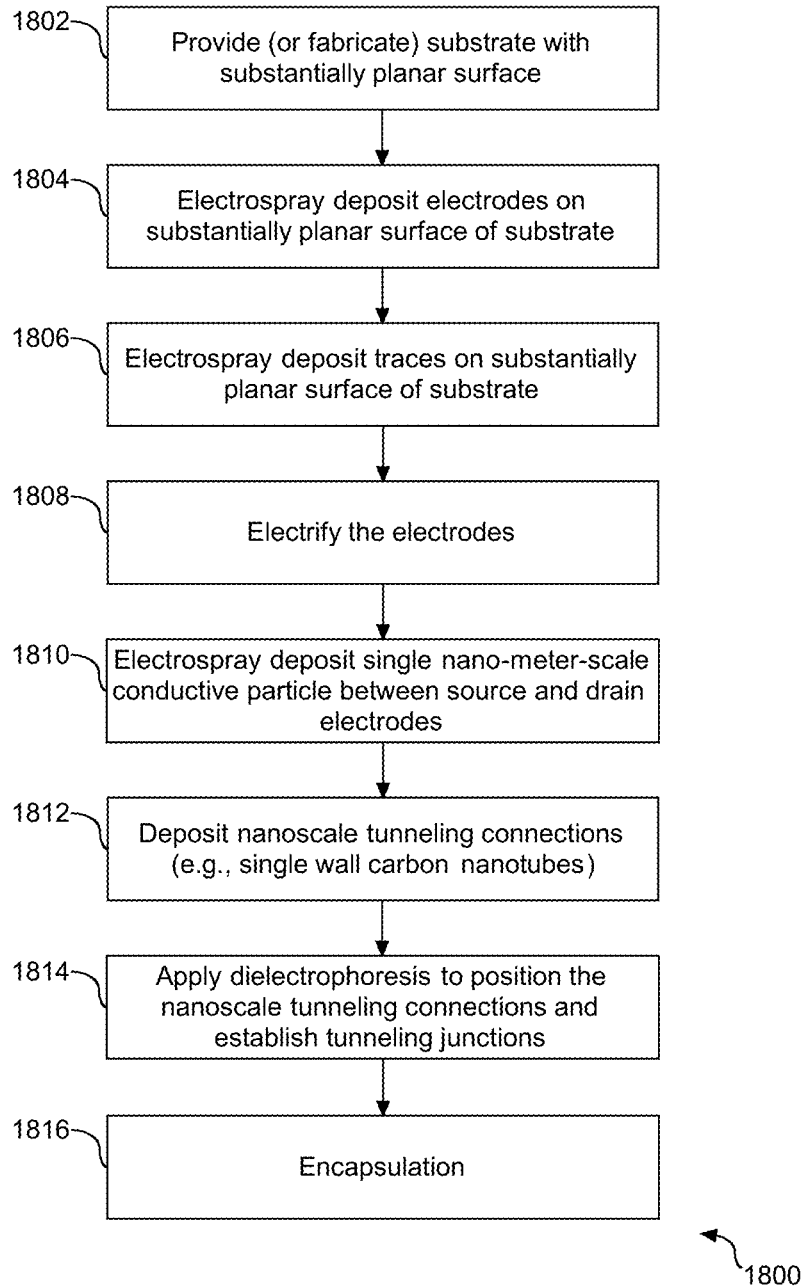 1802
Provide (or fabricate) substrate with
substantially planar surface
1804
Electrospray deposit electrodes on
substantially planar surface of substrate
1806
Electrospray deposit traces on substantially
planar surface of substrate
1808
Electrify the electrodes
1810
Electrospray deposit single nano-meter-scale
conductive particle between source and drain
electrodes
1812
Deposit nanoscale tunneling connections
(e.g., single wall carbon nanotubes)
1814
Apply dielectrophoresis to position the
nanoscale tunneling connections and
establish tunneling junctions
1816
Encapsulation
1800